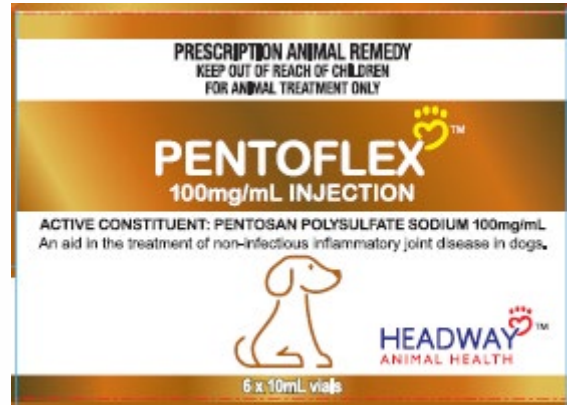 PRESCRIPTION ANIMAL REMEDY
KEEP OUT OF REACH OF CHILDREN
FOR ANIMAL TREATMENT ONLY
PENTOFLEX™
100mg/mL INJECTION
ACTIVE CONSTITUENT: PENTOSAN POLYSULFATE SODIUM 100mg/mL
An aid in the treatment of non-infectious inflammatory joint disease in dogs.
HEADWAY™
ANIMAL HEALTH
6 x 10mL vials